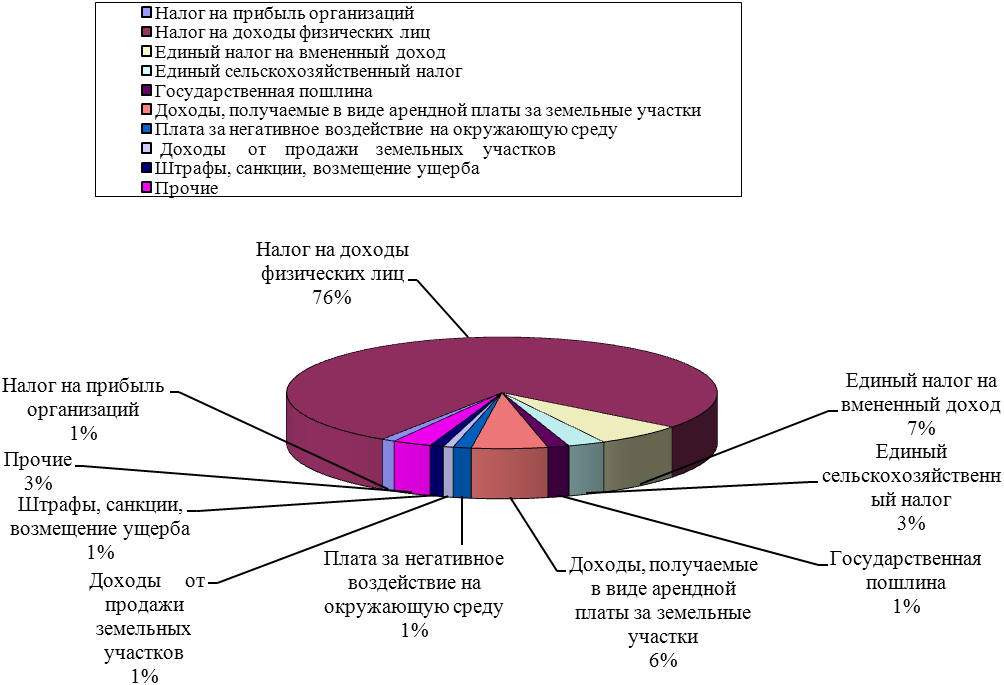 Налог на прибыль организаций
Налог на доходы физических лиц
Единый налог на вмененный доход
Единый сельскохозяйственный налог
Государственная пошлина
Доходы, получаемые в виде арендной платы за земельные участки
Плата за негативное воздействие на окружающую среду
Доходы от продажи земельных участков
Штрафы, санкции, возмещение ущерба
Прочие
Налог на доходы
физических лиц
76%
Налог на прибыль
организаций
1%
Прочие
3%
Штрафы, санкции,
возмещение ущерба
1%
Доходы от
продажи
земельных
участков
1%
Плата за негативное
воздействие на
окружающую среду
1%
Доходы, получаемые
в виде арендной
платы за земельные
участки
6%
Государственная
пошлина
1%
Единый
сельскохозяйственн
ный налог
3%
Единый налог на
вмененный доход
7%